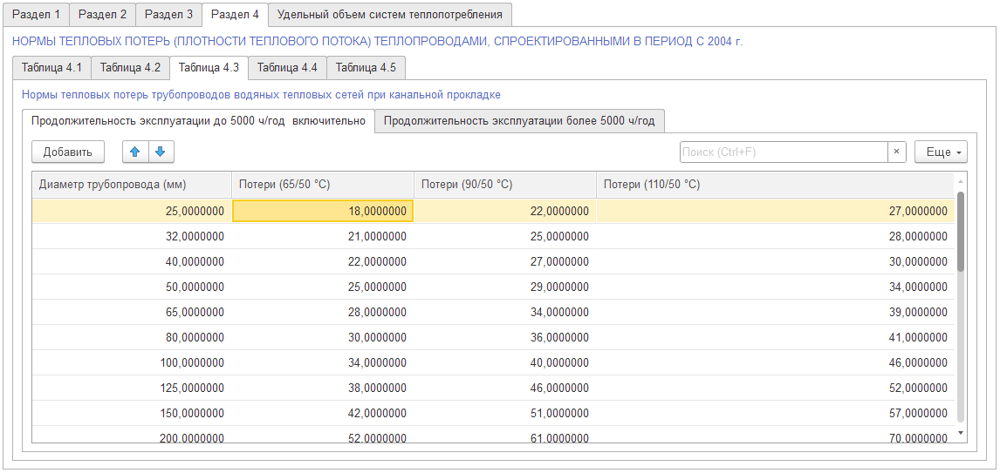 Раздел 1 Раздел 2 Раздел 3 Раздел 4 Удельный объем систем теплопотребления
НОРМЫ ТЕПЛОВЫХ ПОТЕРЬ (ПЛОТНОСТИ ТЕПЛОВОГО ПОТОКА) ТЕПЛОПРОВОДАМИ, СПРОЕКТИРОВАННЫМИ В ПЕРИОД С 2004 г.
Таблица 4.1 Таблица 4.2 Таблица 4.3 Таблица 4.4 Таблица 4.5
Нормы тепловых потерь трубопроводов водяных тепловых сетей при канальной прокладке
Продолжительность эксплуатации до 5000 ч/год включительно Продолжительность эксплуатации более 5000 ч/год
Добавить Поиск (Ctrl+F) × Еще
Диаметр трубопровода (мм) Потери (65/50 °C) Потери (90/50 °C) Потери (110/50 °C)
25,0000000 18,0000000 22,0000000 27,0000000
32,0000000 21,0000000 25,0000000 28,0000000
40,0000000 22,0000000 27,0000000 30,0000000
50,0000000 25,0000000 29,0000000 34,0000000
65,0000000 28,0000000 34,0000000 39,0000000
80,0000000 30,0000000 36,0000000 41,0000000
100,0000000 34,0000000 40,0000000 46,0000000
125,0000000 38,0000000 46,0000000 52,0000000
150,0000000 42,0000000 51,0000000 57,0000000
200,0000000 52,0000000 61,0000000 70,0000000